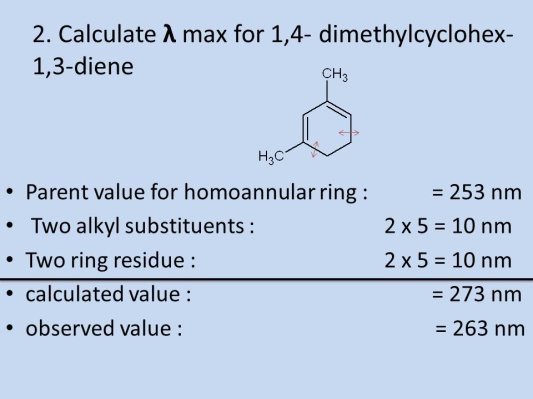 2. Calculate λ max for 1,4- dimethylcyclohex-
1,3-diene
CH₃
H₃C
• Parent value for homoannular ring : = 253 nm
• Two alkyl substituents : 2 x 5 = 10 nm
• Two ring residue : 2 x 5 = 10 nm
• calculated value : = 273 nm
• observed value : = 263 nm